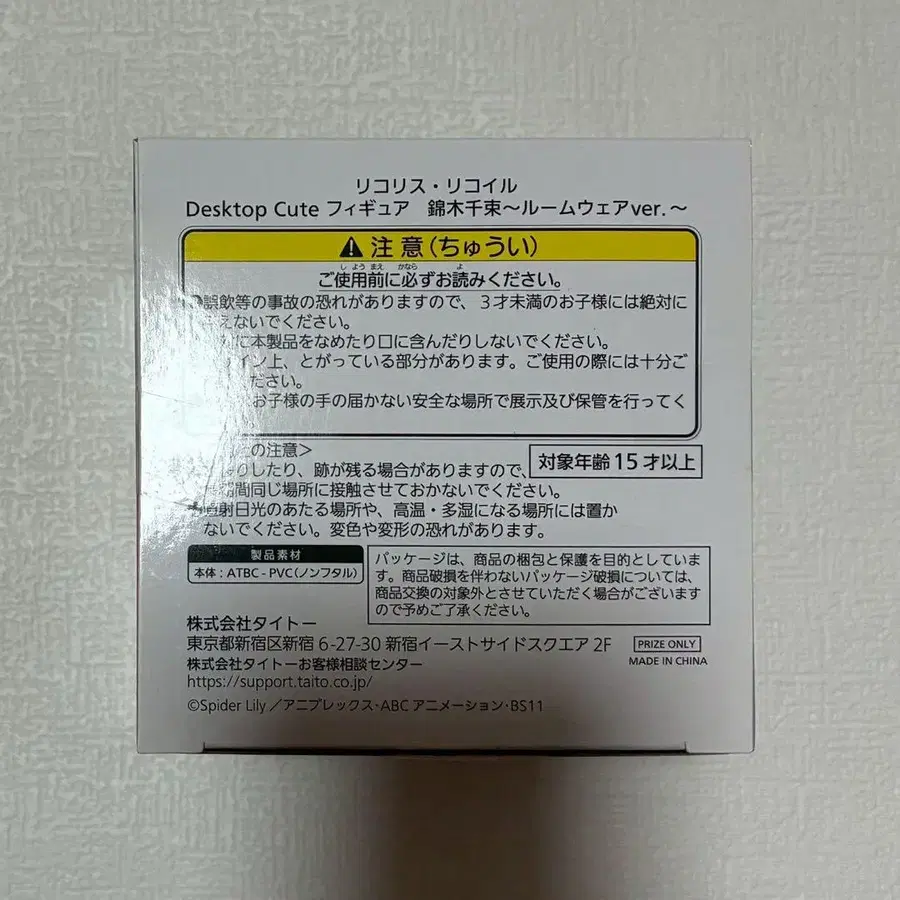 リコリス・リコイル
Desktop Cute フィギュア 錦木千束～ルームウェアver.～
注意(ちゅうい)
しようまえ かなら よ
ご使用前に必ずお読みください。
誤飲等の事故の恐れがありますので、3才未満のお子様には絶対に
えないでください。
に本製品をなめたり口に含んだりしないでください。
イン上、とがっている部分があります。ご使用の際には十分ご
ださい。
お子様の手の届かない安全な場所で展示及び保管を行ってく
の注意＞
したり、跡が残る場合がありますので、
期間同じ場所に接触させておかないでください。
対象年齢15才以上
直射日光のあたる場所や、高温・多湿になる場所には置か
ないでください。変色や変形の恐れがあります。
製品素材
本体：ATBC-PVC(ノンフタル)
パッケージは、商品の梱包と保護を目的としていま
す。商品破損を伴わないパッケージ破損については、
商品交換の対象外とさせていただく場合がございます
ので予めご了承ください。
株式会社タイトー
東京都新宿区新宿 6-27-30 新宿イーストサイドスクエア 2F
株式会社タイトーお客様相談センター
https://support.taito.co.jp/
PRIZE ONLY
MADE IN CHINA
©Spider Lily／アニプレックス・ABC アニメーション・BS11